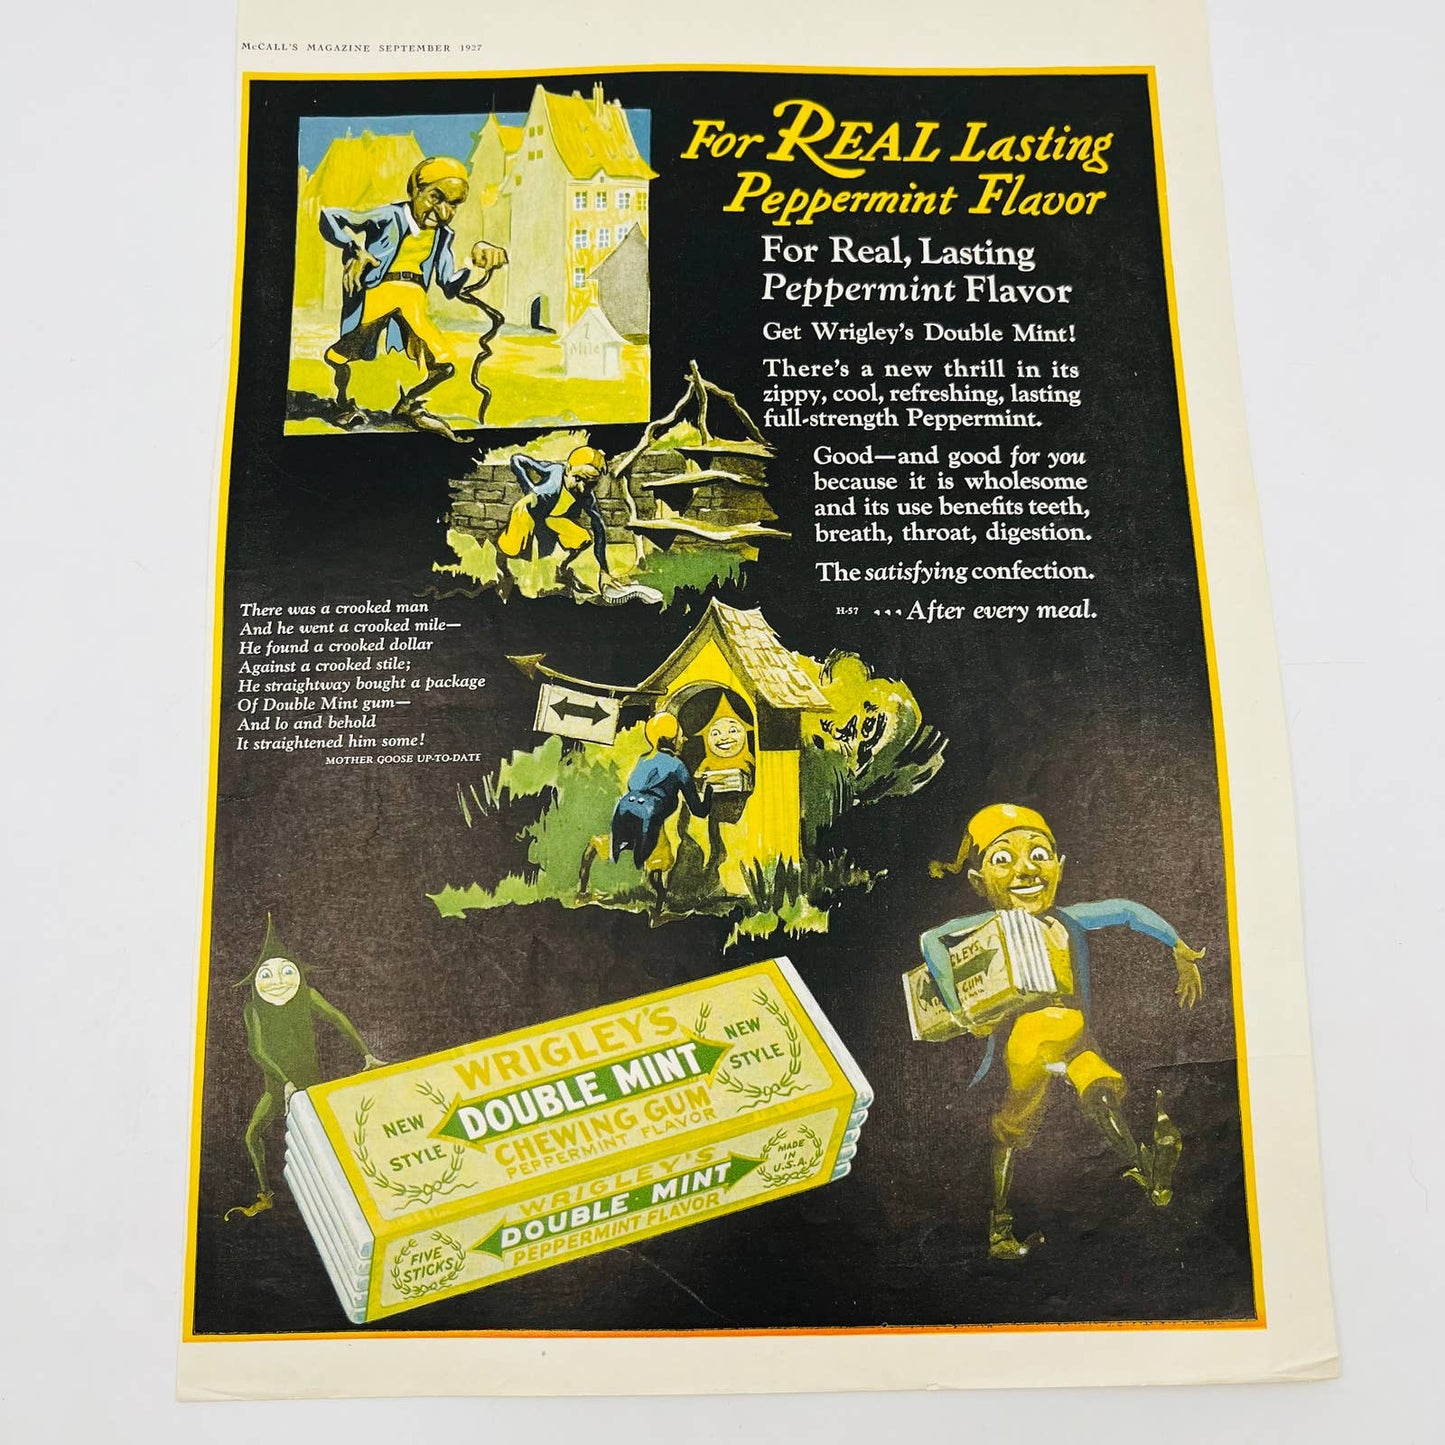 McCALL'S MAGAZINE SEPTEMBER 1927
For REAL Lasting
Peppermint Flavor
For Real, Lasting
Peppermint Flavor
Get Wrigley's Double Mint!
There's a new thrill in its
zippy, cool, refreshing, lasting
full-strength Peppermint.
Good—and good for you
because it is wholesome
and its use benefits teeth,
breath, throat, digestion.
The satisfying confection.
H-57 ••• After every meal.
1
Mile
There was a crooked man
And he went a crooked mile—
He found a crooked dollar
Against a crooked stile;
He straightway bought a package
Of Double Mint gum—
And lo and behold
It straightened him some!
MOTHER GOOSE UP-TO-DATE
GLEYS
GUM
WRIGLEY'S
DOUBLE MINT
CHEWING GUM
PEPPERMINT FLAVOR
NEW
STYLE
NEW
STYLE
WRIGLEY'S
DOUBLE MINT
PEPPERMINT FLAVOR
FIVE
STICKS
MADE
IN
U.S.A.